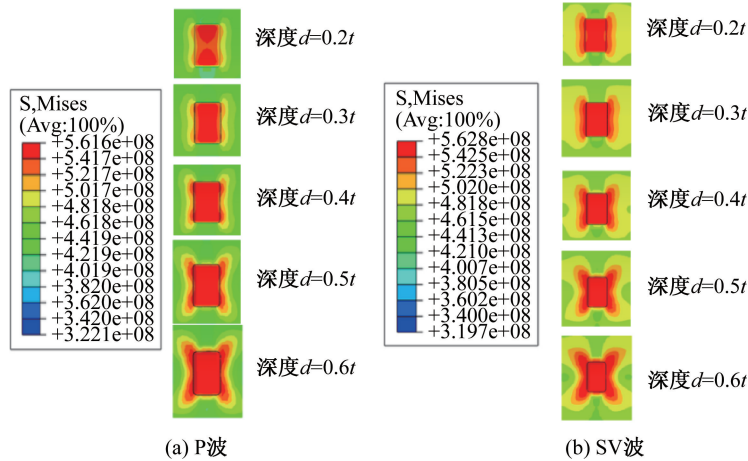 S,Mises
(Avg:100%)
+5.616e+08
+5.417e+08
+5.217e+08
+5.017e+08
+4.818e+08
+4.618e+08
+4.419e+08
+4.219e+08
+4.019e+08
+3.820e+08
+3.620e+08
+3.420e+08
+3.221e+08
深度d=0.2t
深度d=0.3t
深度d=0.4t
深度d=0.5t
深度d=0.6t
(a) P波
S,Mises
(Avg:100%)
+5.628e+08
+5.425e+08
+5.223e+08
+5.020e+08
+4.818e+08
+4.615e+08
+4.413e+08
+4.210e+08
+4.007e+08
+3.805e+08
+3.602e+08
+3.400e+08
+3.197e+08
深度d=0.2t
深度d=0.3t
深度d=0.4t
深度d=0.5t
深度d=0.6t
(b) SV波